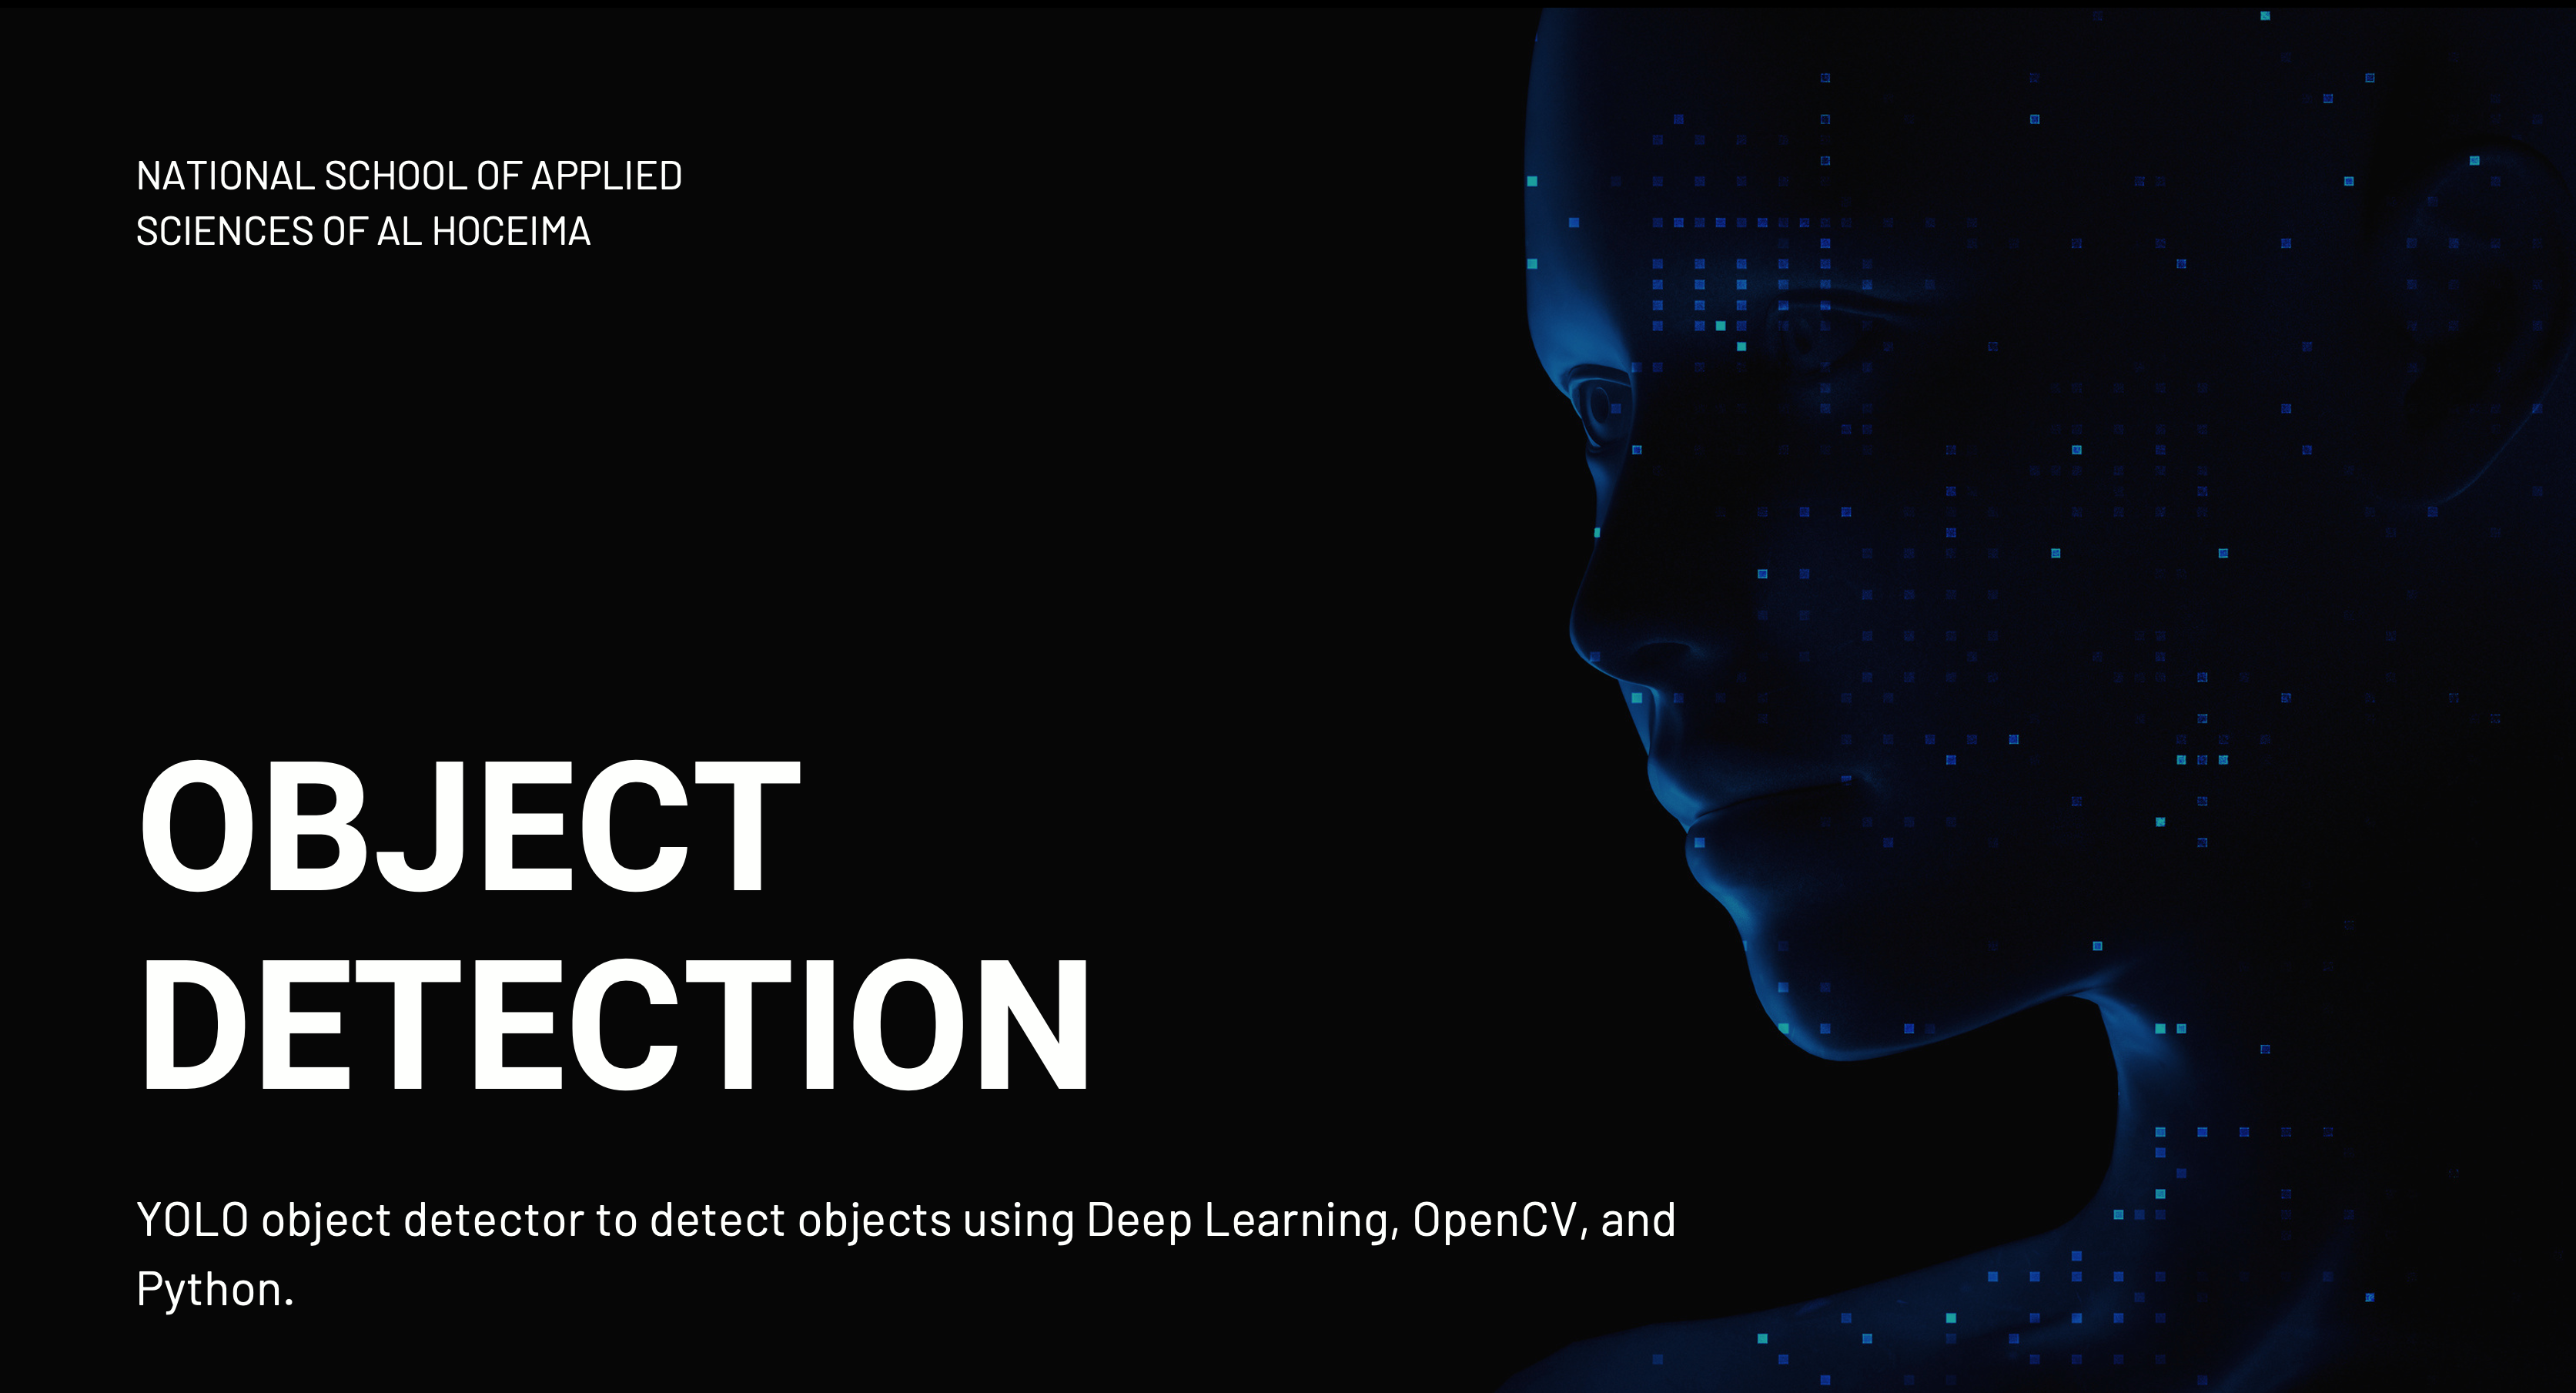 NATIONAL SCHOOL OF APPLIED
SCIENCES OF AL HOCEIMA
OBJECT
DETECTION
YOLO object detector to detect objects using Deep Learning, OpenCV, and
Python.